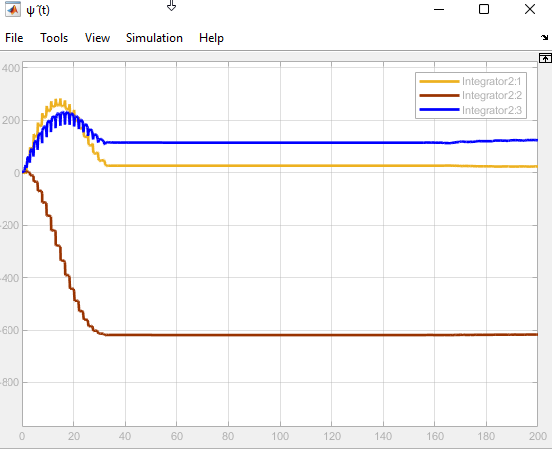 ψ ̃(t)
File Tools View Simulation Help
Integrator2:1
Integrator2:2
Integrator2:3
400
200
0
-200
-400
-600
-800
0 20 40 60 80 100 120 140 160 180 200